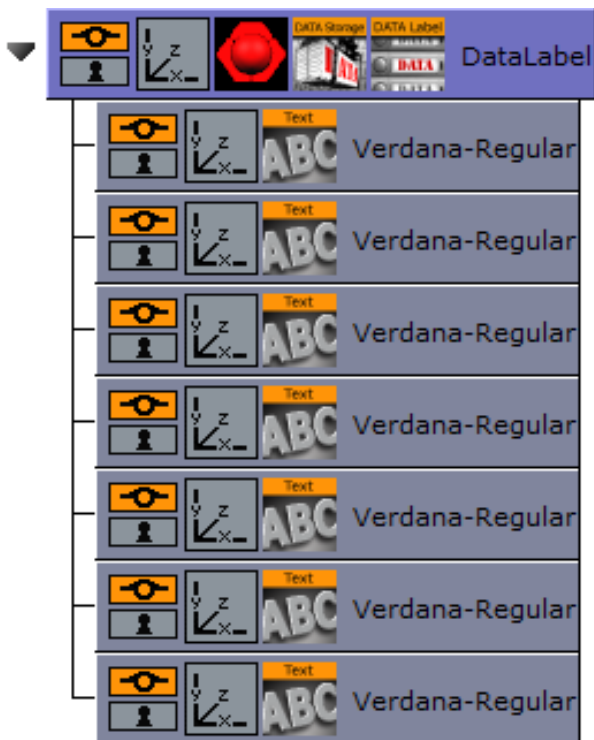 DATA Storage DATA Label
y z x DATA DATA DataLabel
Text
y z x ABC Verdana-Regular
Text
y z x ABC Verdana-Regular
Text
y z x ABC Verdana-Regular
Text
y z x ABC Verdana-Regular
Text
y z x ABC Verdana-Regular
Text
y z x ABC Verdana-Regular
Text
y z x ABC Verdana-Regular